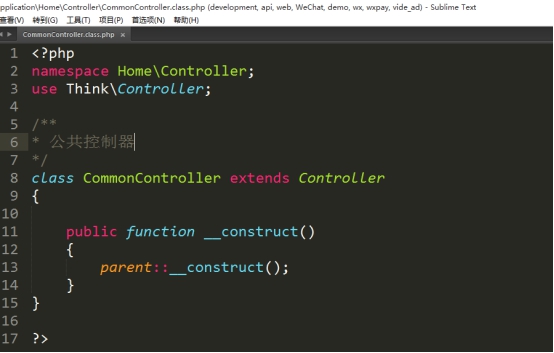 pplication\Home\Controller\CommonController.class.php (development, api, web, WeChat, demo, wx, wxpay, vide_ad) - Sublime Text
查看(V) 转到(G) 工具(T) 项目(P) 首选项(N) 帮助(H)
CommonController.class.php ×
1 <?php
2 namespace Home\Controller;
3 use Think\Controller;
4
5 /**
6 * 公共控制器
7 */
8 class CommonController extends Controller
9 {
10
11 public function __construct()
12 {
13 parent::__construct();
14 }
15 }
16
17 ?>